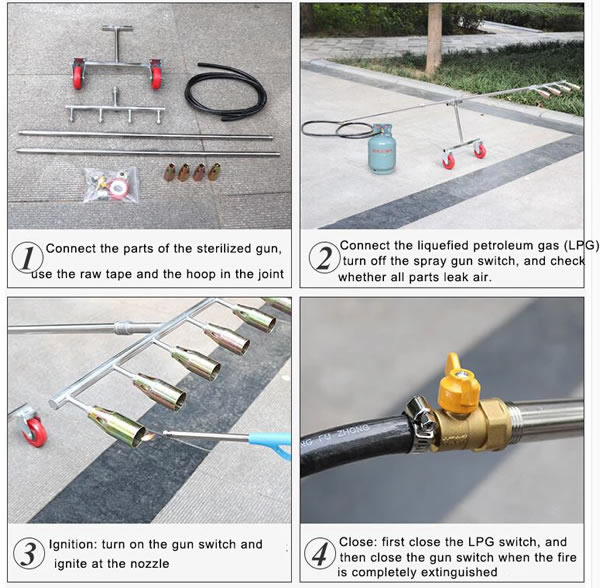 1 Connect the parts of the sterilized gun,
use the raw tape and the hoop in the joint
2 Connect the liquefied petroleum gas (LPG)
turn off the spray gun switch, and check
whether all parts leak air.
NG FU ZHONG
3 Ignition: turn on the gun switch and
ignite at the nozzle
4 Close: first close the LPG switch, and
then close the gun switch when the fire
is completely extinguished